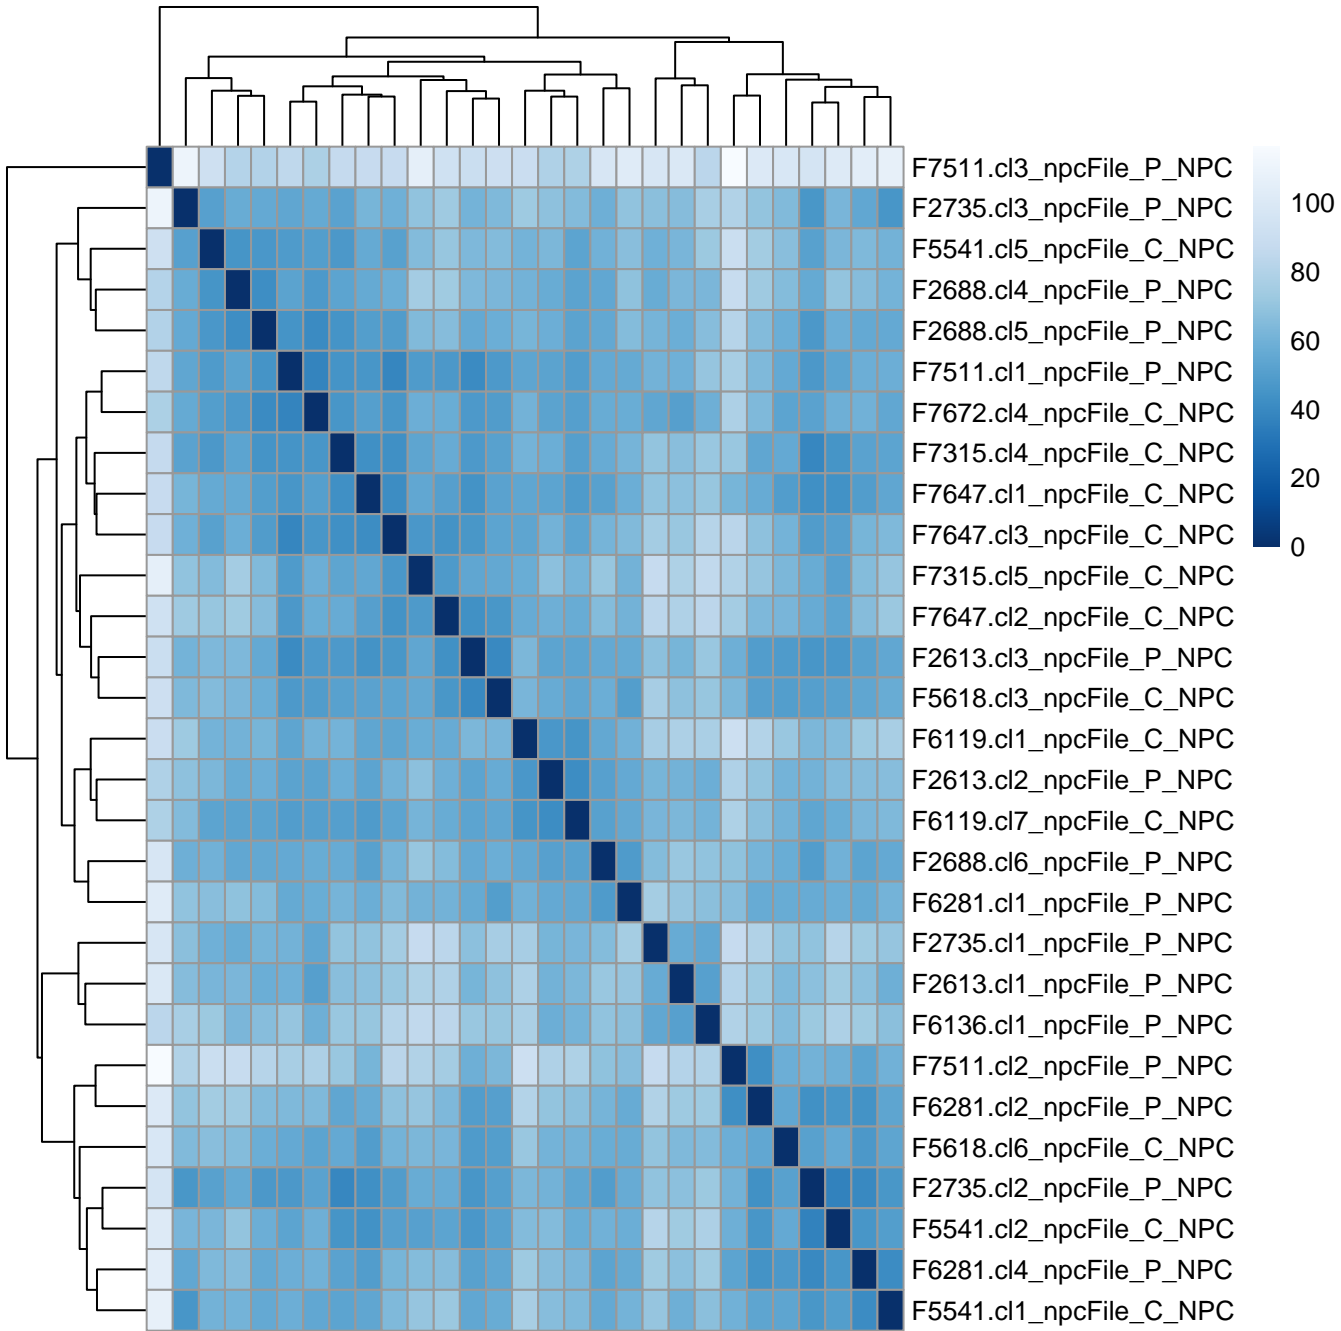 F7511.cl3_npcFile_P_NPC
F2735.cl3_npcFile_P_NPC
F5541.cl5_npcFile_C_NPC
F2688.cl4_npcFile_P_NPC
F2688.cl5_npcFile_P_NPC
F7511.cl1_npcFile_P_NPC
F7672.cl4_npcFile_C_NPC
F7315.cl4_npcFile_C_NPC
F7647.cl1_npcFile_C_NPC
F7647.cl3_npcFile_C_NPC
F7315.cl5_npcFile_C_NPC
F7647.cl2_npcFile_C_NPC
F2613.cl3_npcFile_P_NPC
F5618.cl3_npcFile_C_NPC
F6119.cl1_npcFile_C_NPC
F2613.cl2_npcFile_P_NPC
F6119.cl7_npcFile_C_NPC
F2688.cl6_npcFile_P_NPC
F6281.cl1_npcFile_P_NPC
F2735.cl1_npcFile_P_NPC
F2613.cl1_npcFile_P_NPC
F6136.cl1_npcFile_P_NPC
F7511.cl2_npcFile_P_NPC
F6281.cl2_npcFile_P_NPC
F5618.cl6_npcFile_C_NPC
F2735.cl2_npcFile_P_NPC
F5541.cl2_npcFile_C_NPC
F6281.cl4_npcFile_P_NPC
F5541.cl1_npcFile_C_NPC
100
80
60
40
20
0